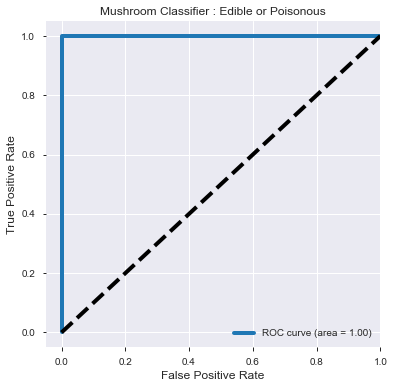 Mushroom Classifier : Edible or Poisonous
1.0
0.8
0.6
0.4
0.2
0.0
True Positive Rate
ROC curve (area = 1.00)
0.0 0.2 0.4 0.6 0.8 1.0
False Positive Rate